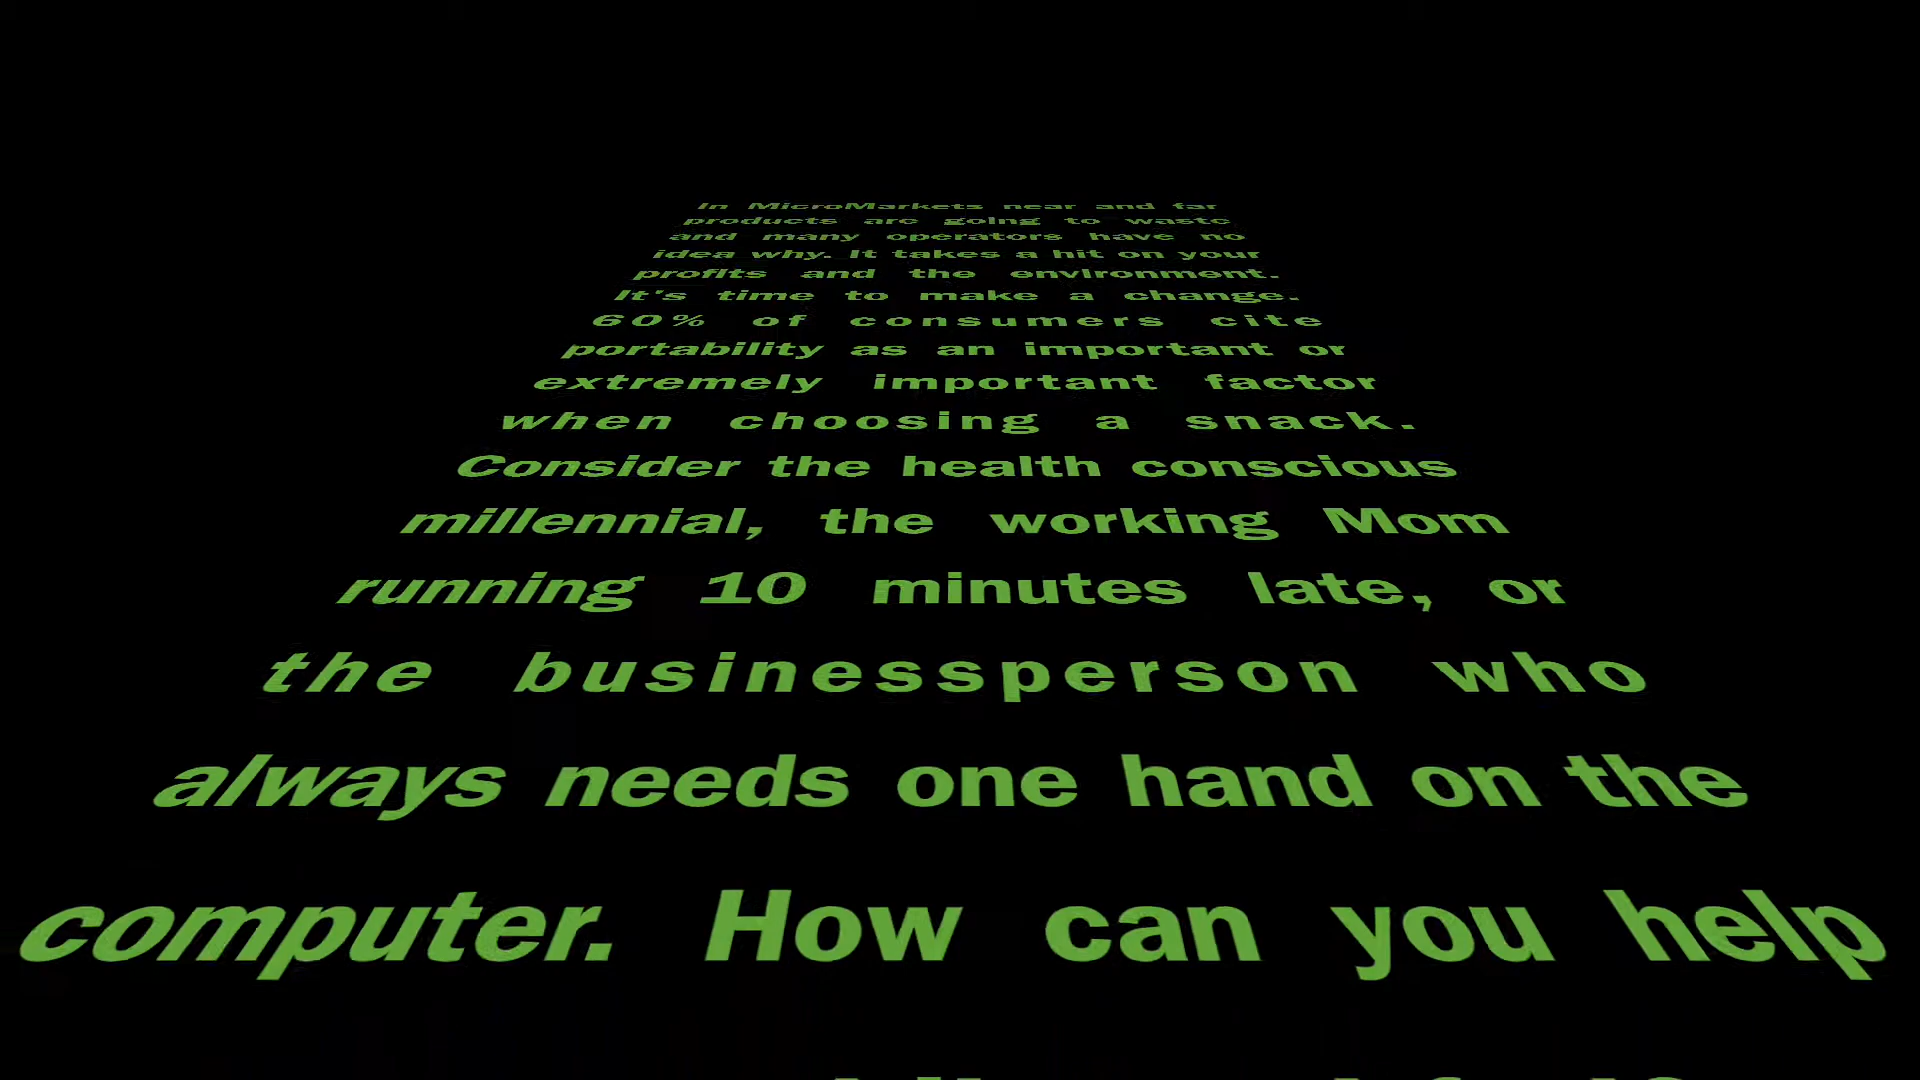 In MicroMarkets near and far
products are going to waste
and many operators have no
idea why. It takes a hit on your
profits and the environment.
It's time to make a change.
60% of consumers cite
portability as an important or
extremely important factor
when choosing a snack.
Consider the health conscious
millennial, the working Mom
running 10 minutes late, or
the businessperson who
always needs one hand on the
computer. How can you help